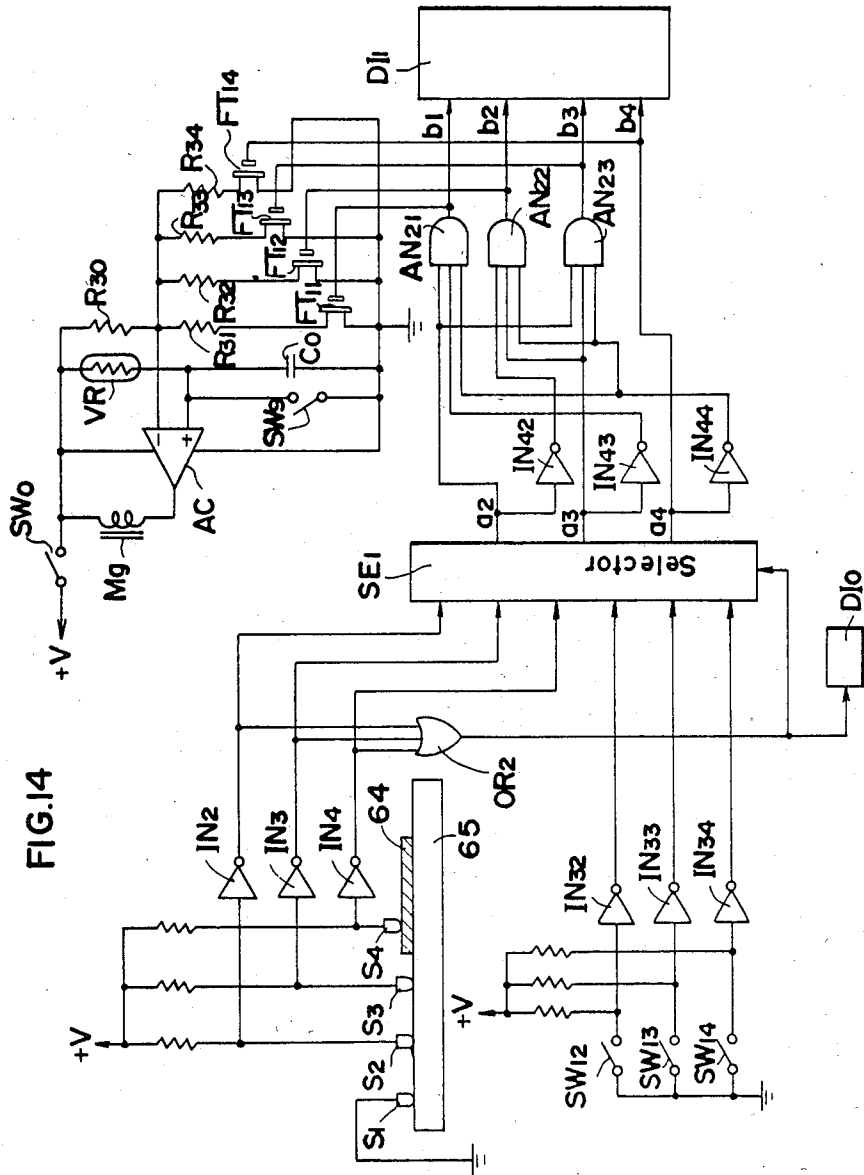 FIG.14
+V
SWO
Mg
AC
VR
R30
SW9
CO
R31
R32
R33
R34
FT11
FT12
FT13
FT14
DI1
b1
b2
b3
b4
AN21
AN22
AN23
IN42
IN43
IN44
a2
a3
a4
SE1
Selector
DIO
OR2
+V
IN2
IN3
IN4
S1
S2
S3
S4
64
65
+V
IN32
IN33
IN34
SW12
SW13
SW14